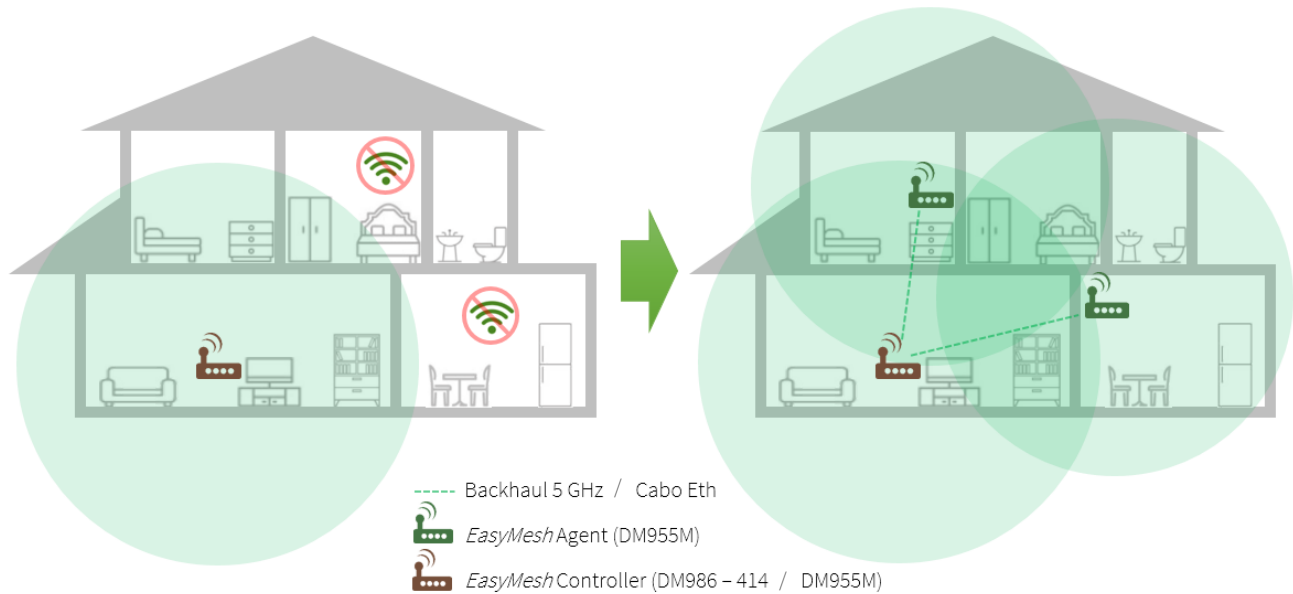 Backhaul 5 GHz / Cabo Eth
EasyMesh Agent (DM955M)
EasyMesh Controller (DM986 – 414 / DM955M)